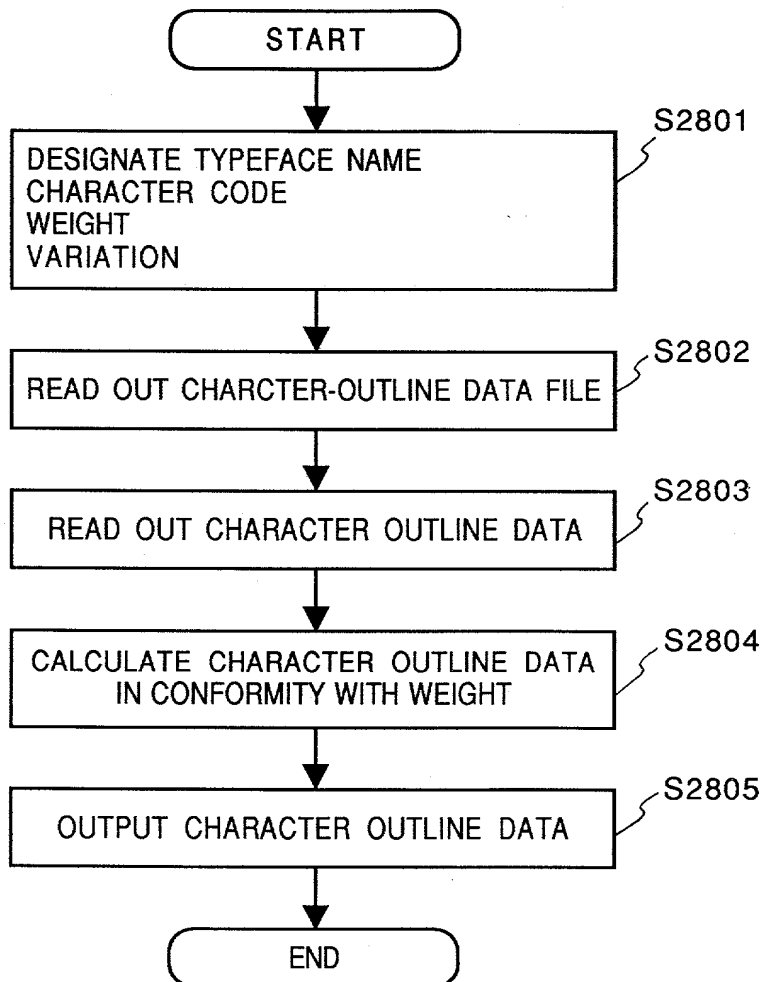 START
S2801
DESIGNATE TYPEFACE NAME
CHARACTER CODE
WEIGHT
VARIATION
S2802
READ OUT CHARCTER-OUTLINE DATA FILE
S2803
READ OUT CHARACTER OUTLINE DATA
S2804
CALCULATE CHARACTER OUTLINE DATA
IN CONFORMITY WITH WEIGHT
S2805
OUTPUT CHARACTER OUTLINE DATA
END